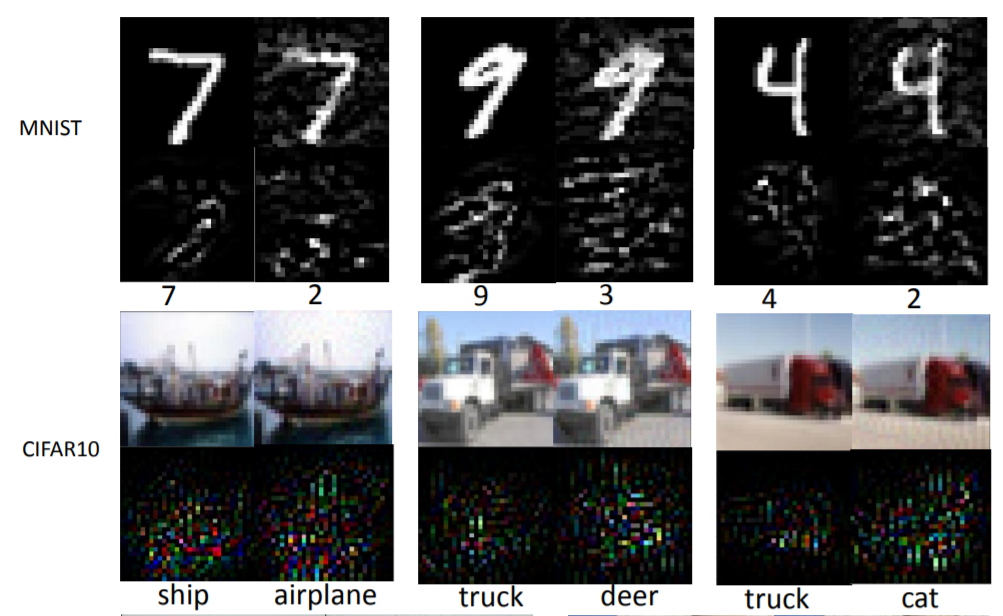 MNIST
7 2 9 3 4 2
CIFAR10
ship airplane truck deer truck cat